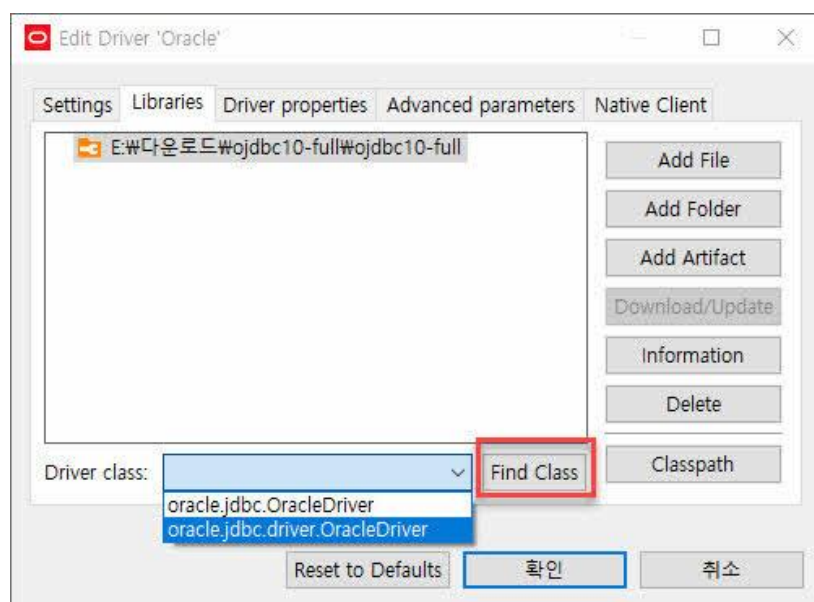 Edit Driver 'Oracle'
Settings Libraries Driver properties Advanced parameters Native Client
E:₩다운로드₩ojdbc10-full₩ojdbc10-full
Add File
Add Folder
Add Artifact
Download/Update
Information
Delete
Classpath
Driver class:
Find Class
oracle.jdbc.OracleDriver
oracle.jdbc.driver.OracleDriver
Reset to Defaults 확인 취소